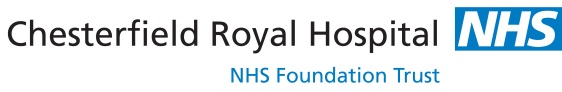 Chesterfield Royal Hospital NHS
NHS Foundation Trust